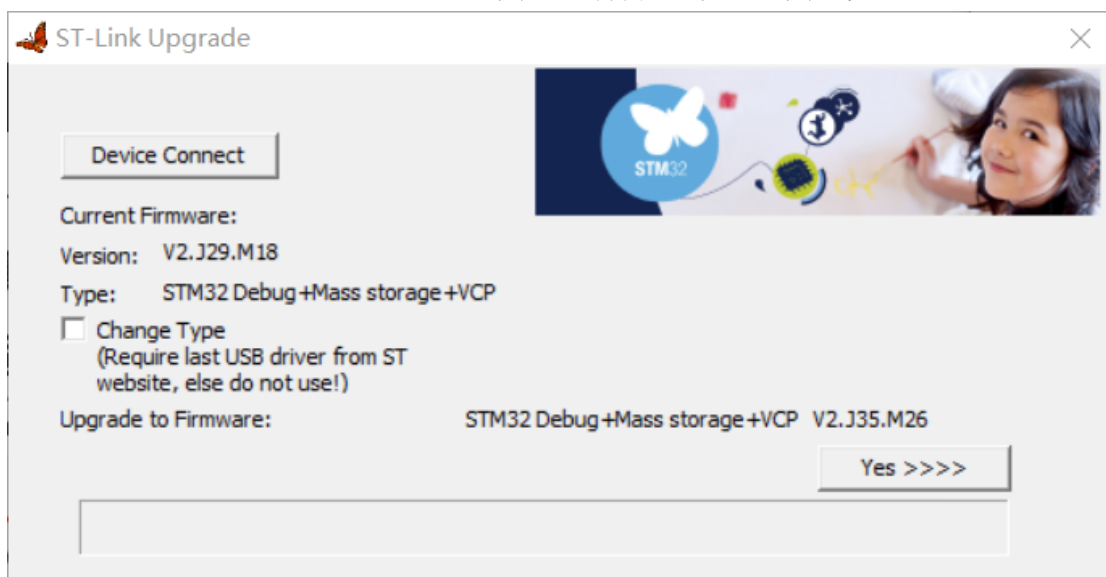 ST-Link Upgrade
STM32
Device Connect
Current Firmware:
Version: V2.J29.M18
Type: STM32 Debug+Mass storage+VCP
Change Type
(Require last USB driver from ST
website, else do not use!)
Upgrade to Firmware: STM32 Debug+Mass storage+VCP V2.J35.M26
Yes >>>>